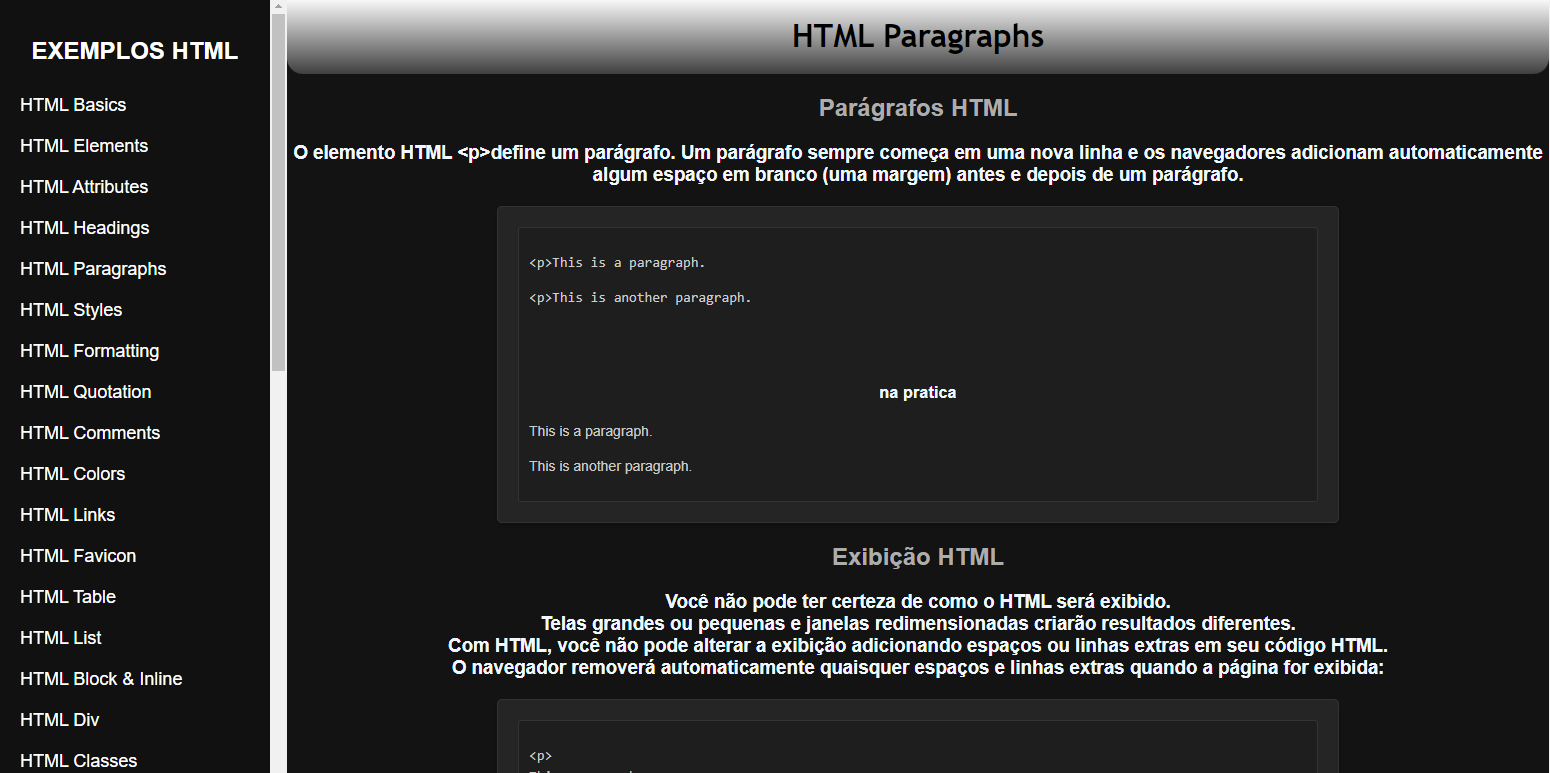 EXEMPLOS HTML
HTML Basics
HTML Elements
HTML Attributes
HTML Headings
HTML Paragraphs
HTML Styles
HTML Formatting
HTML Quotation
HTML Comments
HTML Colors
HTML Links
HTML Favicon
HTML Table
HTML List
HTML Block & Inline
HTML Div
HTML Classes
HTML Paragraphs
Parágrafos HTML
O elemento HTML <p>define um parágrafo. Um parágrafo sempre começa em uma nova linha e os navegadores adicionam automaticamente
algum espaço em branco (uma margem) antes e depois de um parágrafo.
<p>This is a paragraph.
<p>This is another paragraph.
na pratica
This is a paragraph.
This is another paragraph.
Exibição HTML
Você não pode ter certeza de como o HTML será exibido.
Telas grandes ou pequenas e janelas redimensionadas criarão resultados diferentes.
Com HTML, você não pode alterar a exibição adicionando espaços ou linhas extras em seu código HTML.
O navegador removerá automaticamente quaisquer espaços e linhas extras quando a página for exibida:
<p>